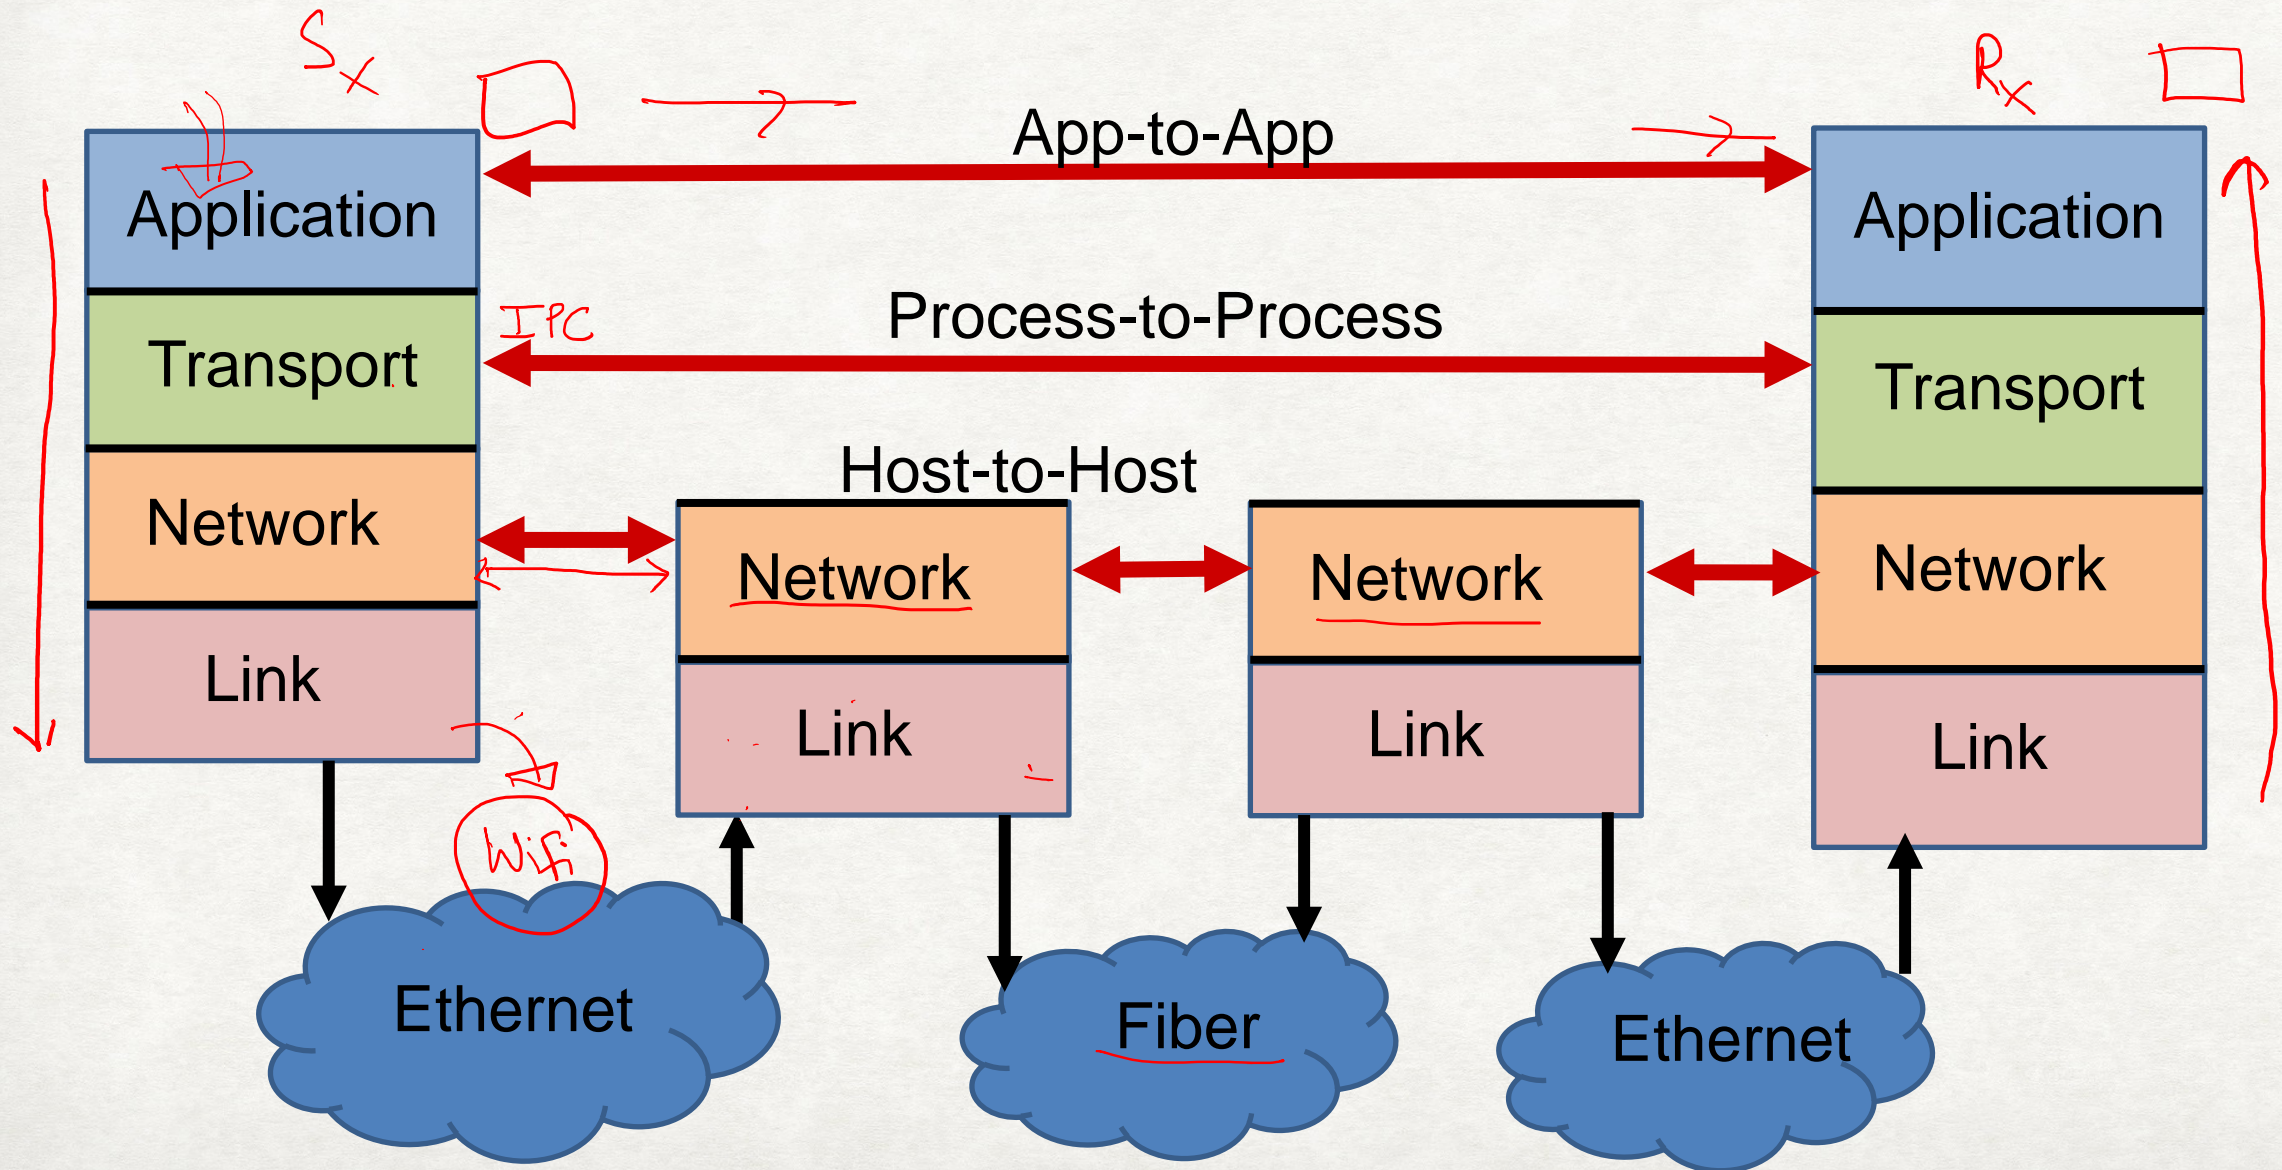 Sx
Rx
App-to-App
Application
Application
IPC
Process-to-Process
Transport
Transport
Host-to-Host
Network
Network
Network
Network
Link
Link
Link
Link
Wifi
Ethernet
Fiber
Ethernet